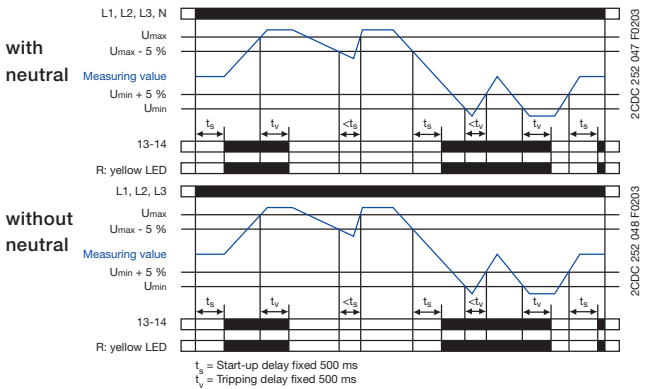 with
neutral
L1, L2, L3, N
Umax
Umax - 5 %
Measuring value
Umin + 5 %
Umin
ts tv <ts ts <tv tv ts
13-14
R: yellow LED
2CDC 252 047 F0203
without
neutral
L1, L2, L3
Umax
Umax - 5 %
Measuring value
Umin + 5 %
Umin
ts tv <ts ts <tv tv ts
13-14
R: yellow LED
2CDC 252 048 F0203
ts = Start-up delay fixed 500 ms
tv = Tripping delay fixed 500 ms